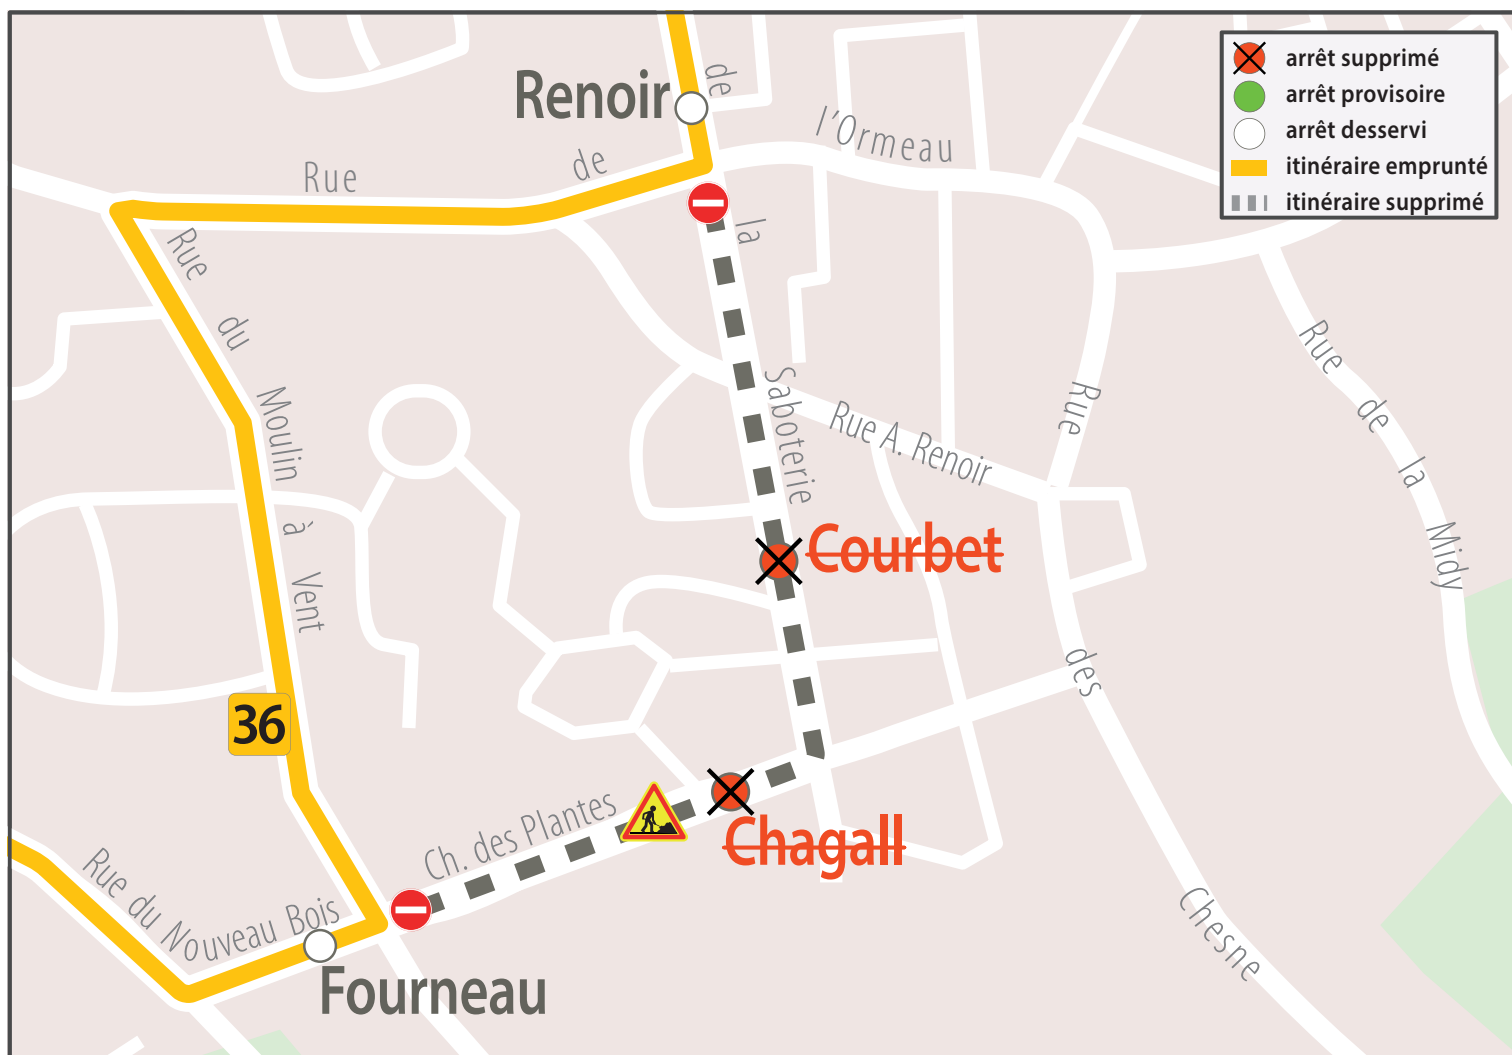 Renoir
de
l'Ormeau
arrêt supprimé
arrêt provisoire
arrêt desservi
itinéraire emprunté
itinéraire supprimé
Rue
de
la
Rue
du
Moulin
à
Vent
Saboterie
Rue A. Renoir
Rue
des
Chesne
Rue
de
la
Midy
Courbet
36
Chagall
Ch. des Plantes
Rue du Nouveau Bois
Fourneau